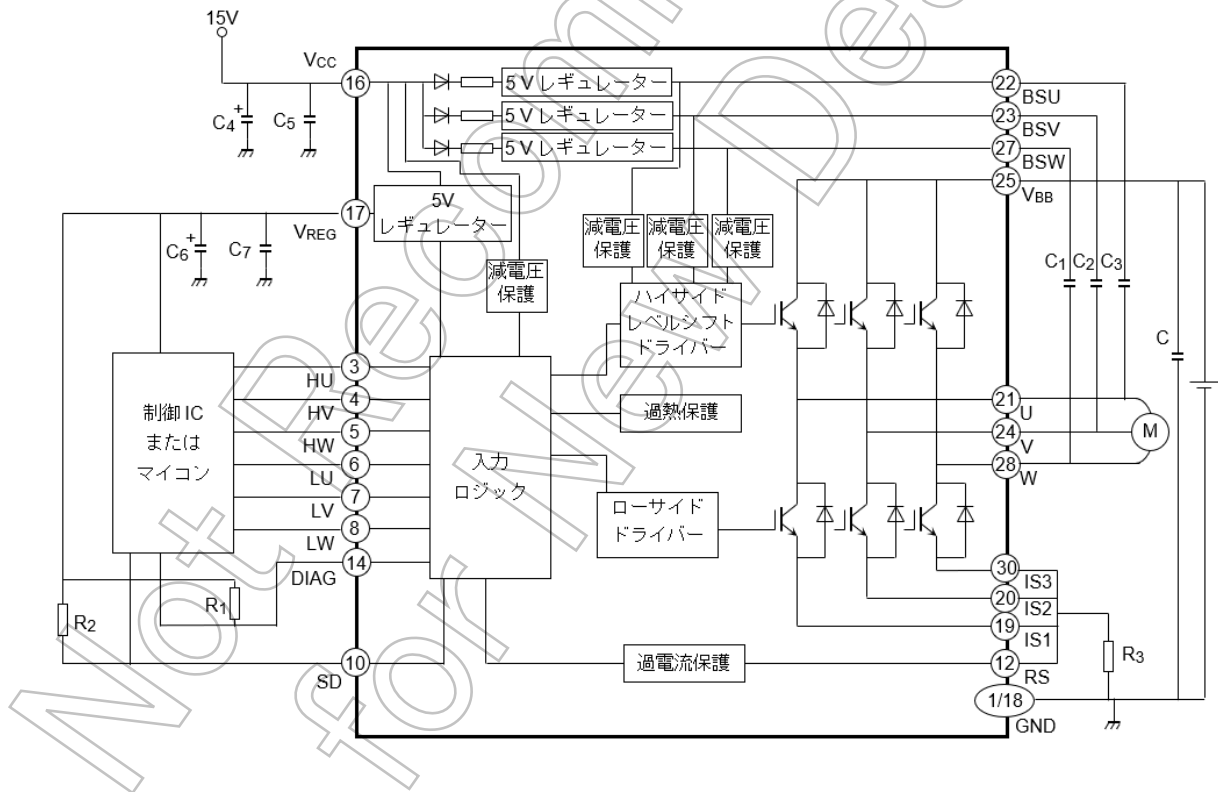 15V
VCC
16
C4
+
C5
5 V レギュレーター
5 V レギュレーター
5 V レギュレーター
22
BSU
23
BSV
27
BSW
25
VBB
5V
レギュレーター
17
VREG
C6
+
C7
減電圧
保護
減電圧
保護
減電圧
保護
減電圧
保護
C1
C2
C3
C
ハイサイド
レベルシフト
ドライバー
制御 IC
または
マイコン
3
HU
4
HV
5
HW
6
LU
7
LV
8
LW
14
DIAG
入力
ロジック
過熱保護
ローサイド
ドライバー
21
U
24
V
28
W
M
30
IS3
20
IS2
19
IS1
12
RS
1/18
GND
R1
R2
R3
10
SD
過電流保護
Not Recom
for New De